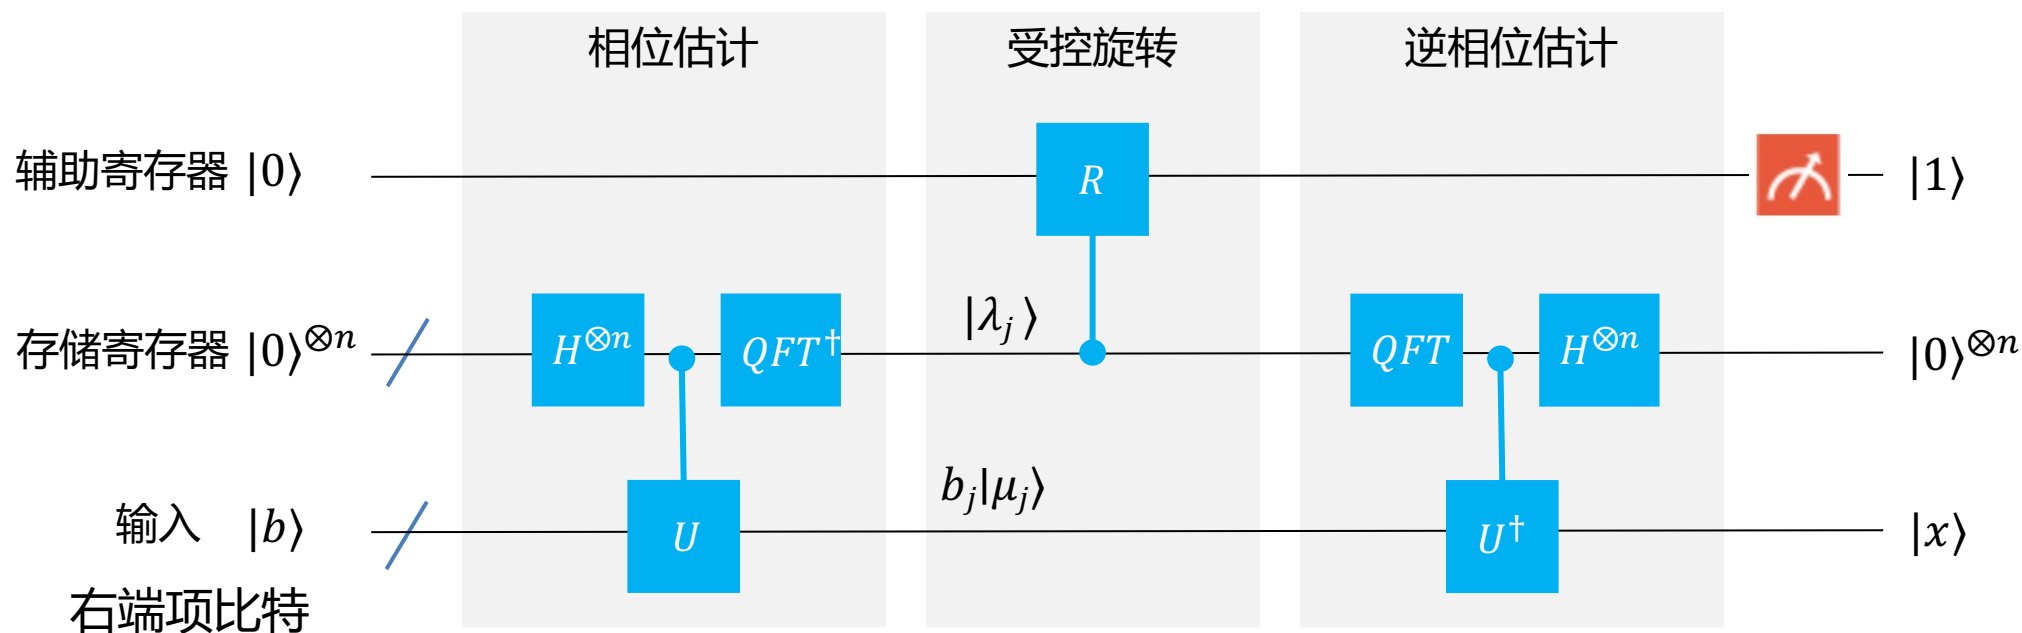 相位估计 受控旋转 逆相位估计
辅助寄存器 |0⟩ R |1⟩
|λⱼ⟩
存储寄存器 |0⟩^{⊗n} H^{⊗n} QFT† QFT H^{⊗n} |0⟩^{⊗n}
bⱼ|μⱼ⟩
输入 |b⟩ U U† |x⟩
右端项比特